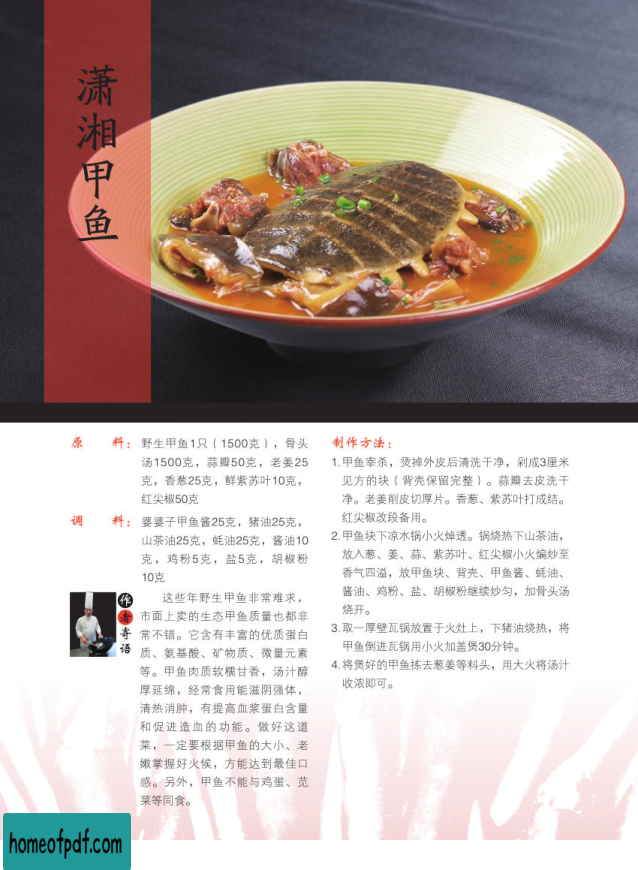 潇湘甲鱼
原　　料：野生甲鱼1只（1500克），骨头
汤1500克，蒜瓣50克，老姜25
克，香葱25克，鲜紫苏叶10克，
红尖椒50克
调　　料：婆婆子甲鱼酱25克，猪油25克，
山茶油25克，蚝油25克，酱油10
克，鸡粉5克，盐5克，胡椒粉
10克
作者寄语
这些年野生甲鱼非常难求，
市面上卖的生态甲鱼质量也都非
常不错。它含有丰富的优质蛋白
质、氨基酸、矿物质、微量元素
等。甲鱼肉质软糯甘香，汤汁醇
厚延绵，经常食用能滋阴强体，
清热消肿，有提高血浆蛋白含量
和促进造血的功能。做好这道
菜，一定要根据甲鱼的大小、老
嫩掌握好火候，方能达到最佳口
感。另外，甲鱼不能与鸡蛋、苋
菜等同食。
制作方法：
1.甲鱼宰杀，烫掉外皮后清洗干净，剁成3厘米
见方的块（背壳保留完整）。蒜瓣去皮洗干
净。老姜削皮切厚片。香葱、紫苏叶打成结。
红尖椒改段备用。
2.甲鱼块下凉水锅小火焯透。锅烧热下山茶油，
放入葱、姜、蒜、紫苏叶、红尖椒小火煸炒至
香气四溢，放甲鱼块、背壳、甲鱼酱、蚝油、
酱油、鸡粉、盐、胡椒粉继续炒匀，加骨头汤
烧开。
3.取一厚壁瓦锅放置于火灶上，下猪油烧热，将
甲鱼倒进瓦锅用小火加盖煲30分钟。
4.将煲好的甲鱼拣去葱姜等料头，用大火将汤汁
收浓即可。
homeofpdf.com